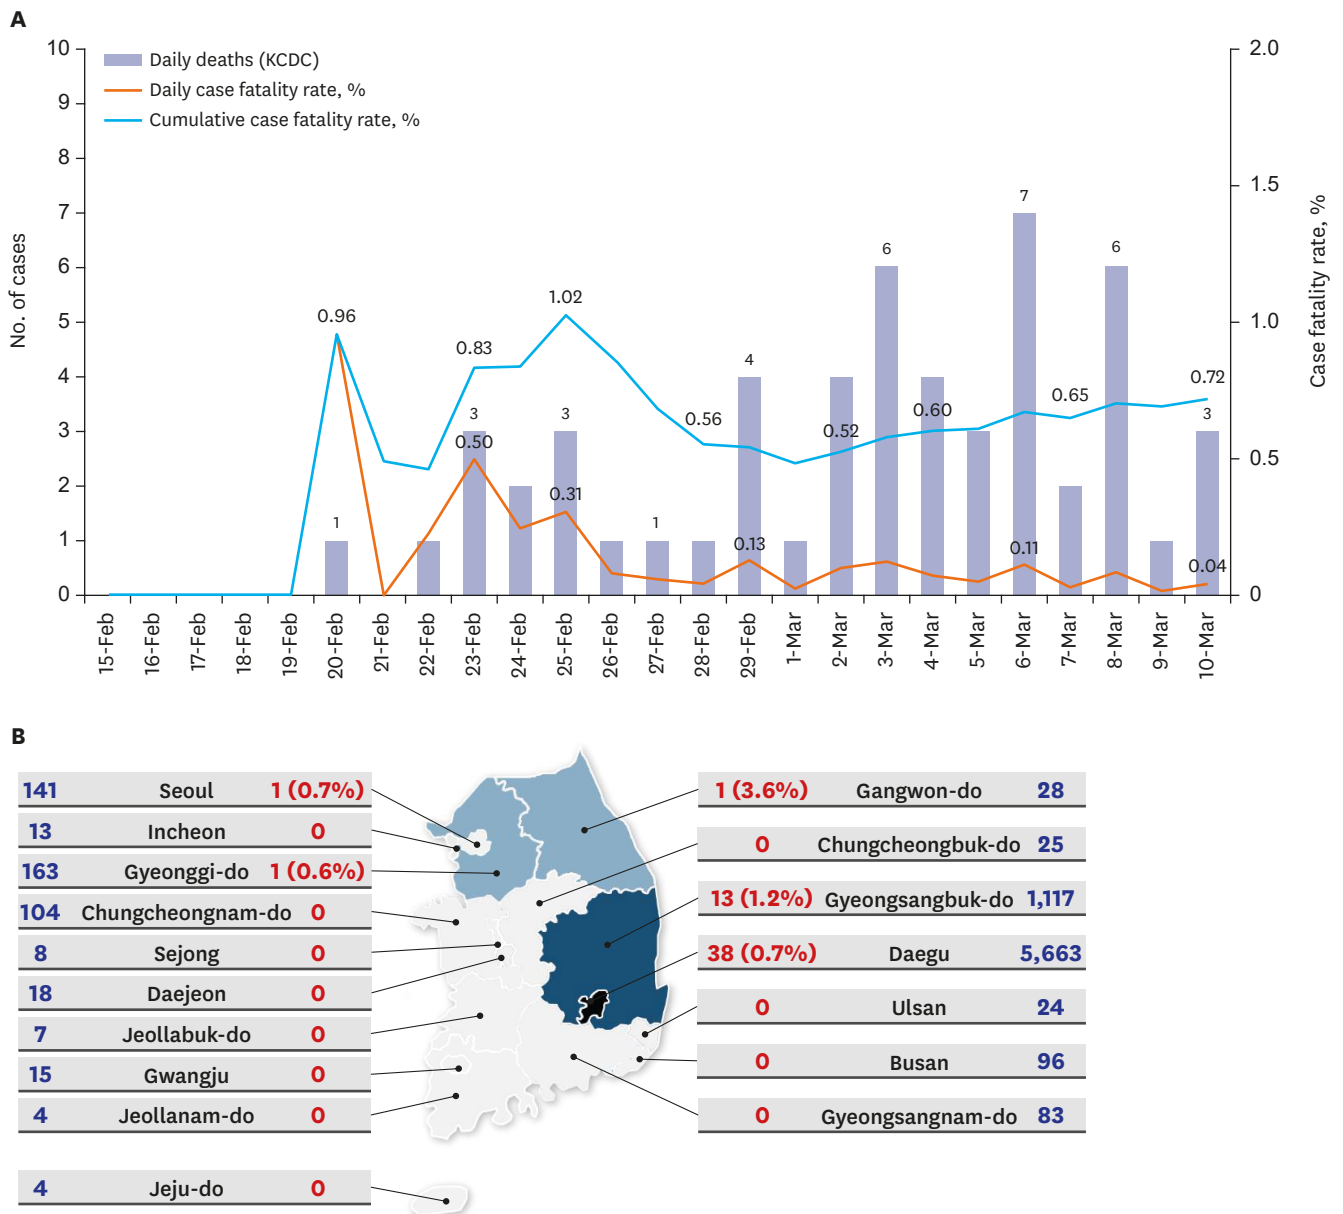 A
Daily deaths (KCDC)
Daily case fatality rate, %
Cumulative case fatality rate, %
No. of cases
10
9
8
7
6
5
4
3
2
1
0
Case fatality rate, %
2.0
1.5
1.0
0.5
0
0.96
0.83
1.02
0.56
0.52
0.60
0.65
0.72
0.50
0.31
0.13
0.11
0.04
1
3
3
1
4
6
7
6
3
15-Feb
16-Feb
17-Feb
18-Feb
19-Feb
20-Feb
21-Feb
22-Feb
23-Feb
24-Feb
25-Feb
26-Feb
27-Feb
28-Feb
29-Feb
1-Mar
2-Mar
3-Mar
4-Mar
5-Mar
6-Mar
7-Mar
8-Mar
9-Mar
10-Mar
B
141 Seoul 1 (0.7%)
13 Incheon 0
163 Gyeonggi-do 1 (0.6%)
104 Chungcheongnam-do 0
8 Sejong 0
18 Daejeon 0
7 Jeollabuk-do 0
15 Gwangju 0
4 Jeollanam-do 0
4 Jeju-do 0
1 (3.6%) Gangwon-do 28
0 Chungcheongbuk-do 25
13 (1.2%) Gyeongsangbuk-do 1,117
38 (0.7%) Daegu 5,663
0 Ulsan 24
0 Busan 96
0 Gyeongsangnam-do 83